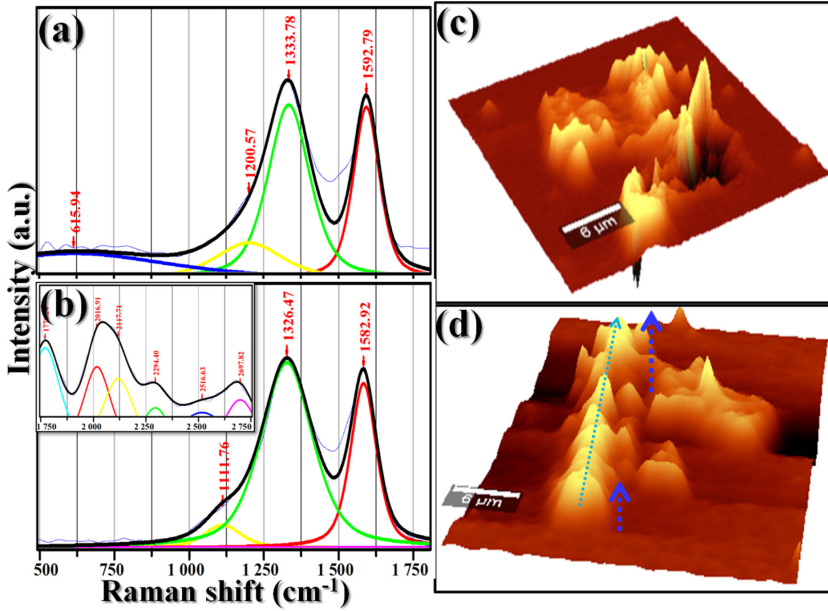 (a)
615.94
1200.57
1333.78
1592.79
Intensity (a.u.)
(b)
2016.91
2117.71
2294.40
2516.63
2697.82
1 750 2 000 2 250 2 500 2 750
1111.76
1326.47
1582.92
500 750 1 000 1 250 1 500 1 750
Raman shift (cm-1)
(c)
6 µm
(d)
6 µm